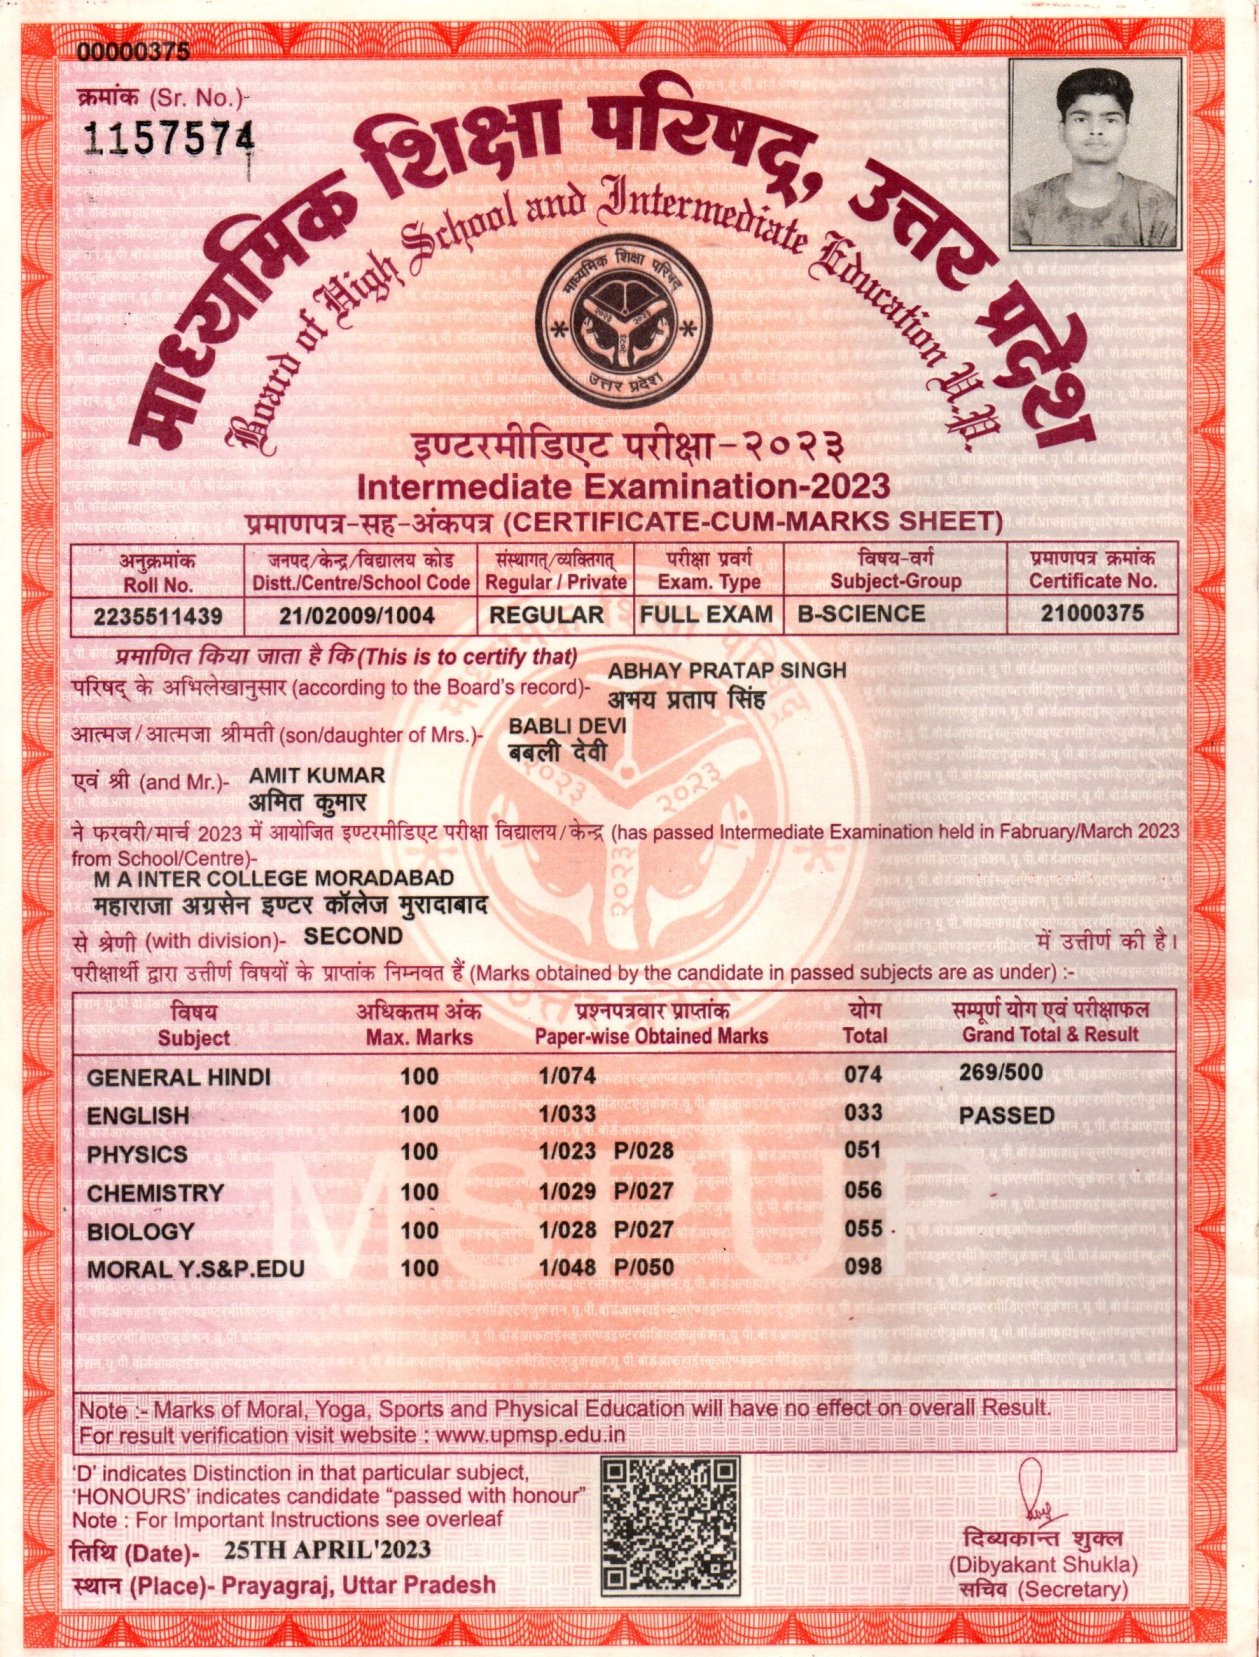 00000375
क्रमांक (Sr. No.)-
1157574
माध्यमिक शिक्षा परिषद्, उत्तर प्रदेश
Board of High School and Intermediate Education U.P.
माध्यमिक शिक्षा परिषद्
२०२३ २०२३
२०२३
उत्तर प्रदेश
इण्टरमीडिएट परीक्षा-२०२३
Intermediate Examination-2023
प्रमाणपत्र-सह-अंकपत्र (CERTIFICATE-CUM-MARKS SHEET)
अनुक्रमांक जनपद/केन्द्र/विद्यालय कोड संस्थागत्/व्यक्तिगत् परीक्षा प्रवर्ग विषय-वर्ग प्रमाणपत्र क्रमांक
Roll No. Distt./Centre/School Code Regular / Private Exam. Type Subject-Group Certificate No.
2235511439 21/02009/1004 REGULAR FULL EXAM B-SCIENCE 21000375
प्रमाणित किया जाता है कि (This is to certify that)
ABHAY PRATAP SINGH
परिषद् के अभिलेखानुसार (according to the Board's record)- अभय प्रताप सिंह
BABLI DEVI
आत्मज/आत्मजा श्रीमती (son/daughter of Mrs.)- बबली देवी
एवं श्री (and Mr.)- AMIT KUMAR
अमित कुमार
ने फरवरी/मार्च 2023 में आयोजित इण्टरमीडिएट परीक्षा विद्यालय/केन्द्र (has passed Intermediate Examination held in Fabruary/March 2023
from School/Centre)-
M A INTER COLLEGE MORADABAD
महाराजा अग्रसेन इण्टर कॉलेज मुरादाबाद
से श्रेणी (with division)- SECOND में उत्तीर्ण की है।
परीक्षार्थी द्वारा उत्तीर्ण विषयों के प्राप्तांक निम्नवत हैं (Marks obtained by the candidate in passed subjects are as under) :-
विषय अधिकतम अंक प्रश्नपत्रवार प्राप्तांक योग सम्पूर्ण योग एवं परीक्षाफल
Subject Max. Marks Paper-wise Obtained Marks Total Grand Total & Result
GENERAL HINDI 100 1/074 074 269/500
ENGLISH 100 1/033 033 PASSED
PHYSICS 100 1/023 P/028 051
CHEMISTRY 100 1/029 P/027 056
BIOLOGY 100 1/028 P/027 055
MORAL Y.S&P.EDU 100 1/048 P/050 098
MSPUP
Note :- Marks of Moral, Yoga, Sports and Physical Education will have no effect on overall Result.
For result verification visit website : www.upmsp.edu.in
'D' indicates Distinction in that particular subject,
'HONOURS' indicates candidate "passed with honour"
Note : For Important Instructions see overleaf
तिथि (Date)- 25TH APRIL'2023
स्थान (Place)- Prayagraj, Uttar Pradesh
दिब्यकान्त शुक्ल
(Dibyakant Shukla)
सचिव (Secretary)